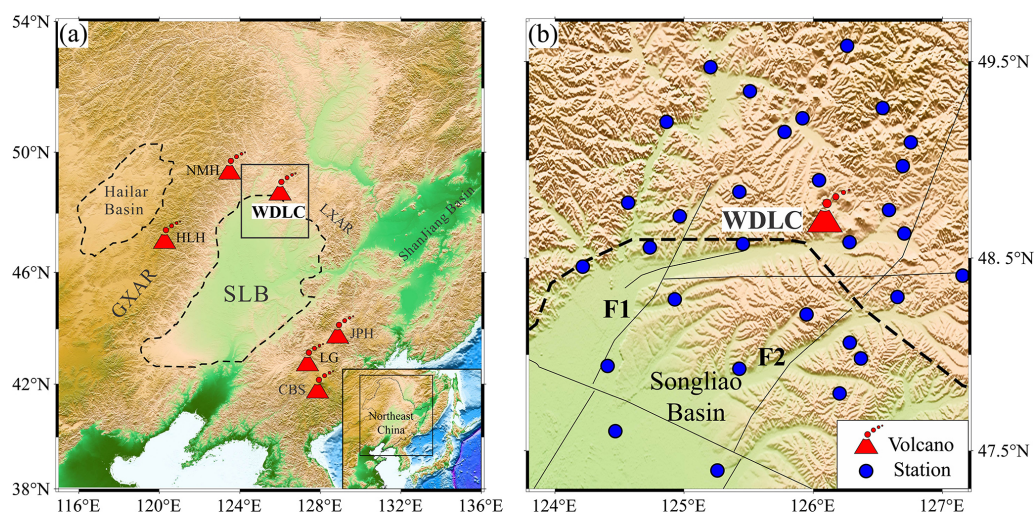 (a)
54°N
50°N
46°N
42°N
38°N
116°E
120°E
124°E
128°E
132°E
136°E
Hailar
Basin
NMH
WDLC
LXAR
ShanJiang Basin
HLH
GXAR
SLB
JPH
LG
CBS
Northeast
China
(b)
49.5°N
48.5°N
47.5°N
124°E
125°E
126°E
127°E
WDLC
F1
F2
Songliao
Basin
Volcano
Station